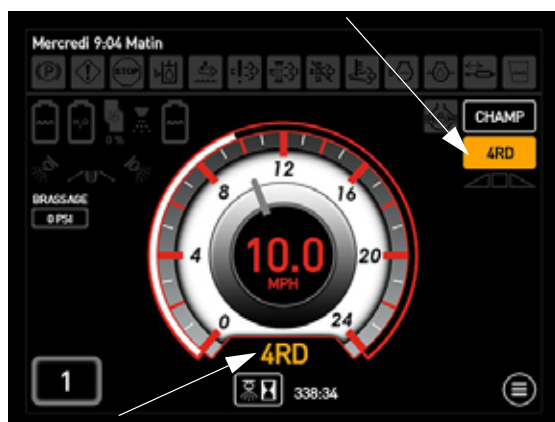 Mercredi 9:04 Matin
(P)
STOP
0%
CHAMP
4RD
BRASSAGE
0 PSI
0
4
8
12
16
20
24
10.0
MPH
4RD
1
338:34